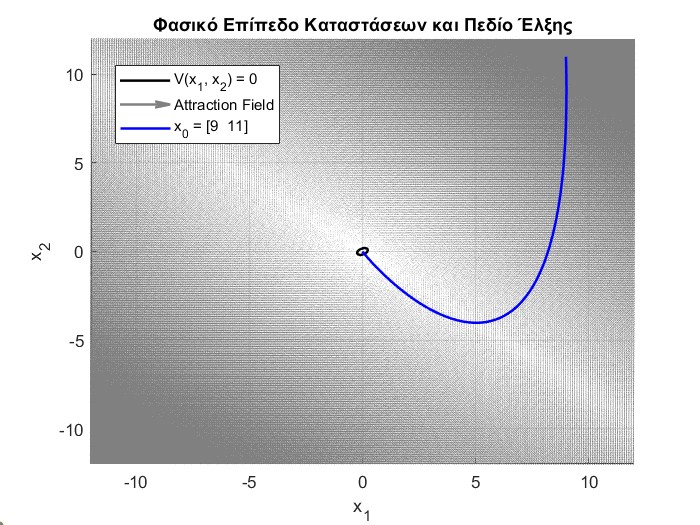 Φασικό Επίπεδο Καταστάσεων και Πεδίο Έλξης
V(x₁, x₂) = 0
Attraction Field
x₀ = [9 11]
10
5
0
-5
-10
x₂
-10 -5 0 5 10
x₁